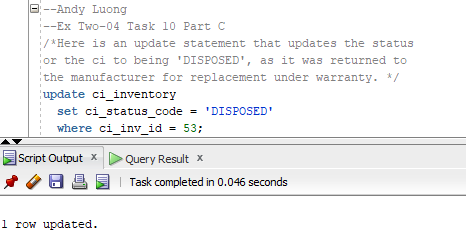 --Andy Luong
--Ex Two-04 Task 10 Part C
/*Here is an update statement that updates the status
or the ci to being 'DISPOSED', as it was returned to
the manufacturer for replacement under warranty. */
update ci_inventory
set ci_status_code = 'DISPOSED'
where ci_inv_id = 53;
Script Output x Query Result x
Task completed in 0.046 seconds
1 row updated.